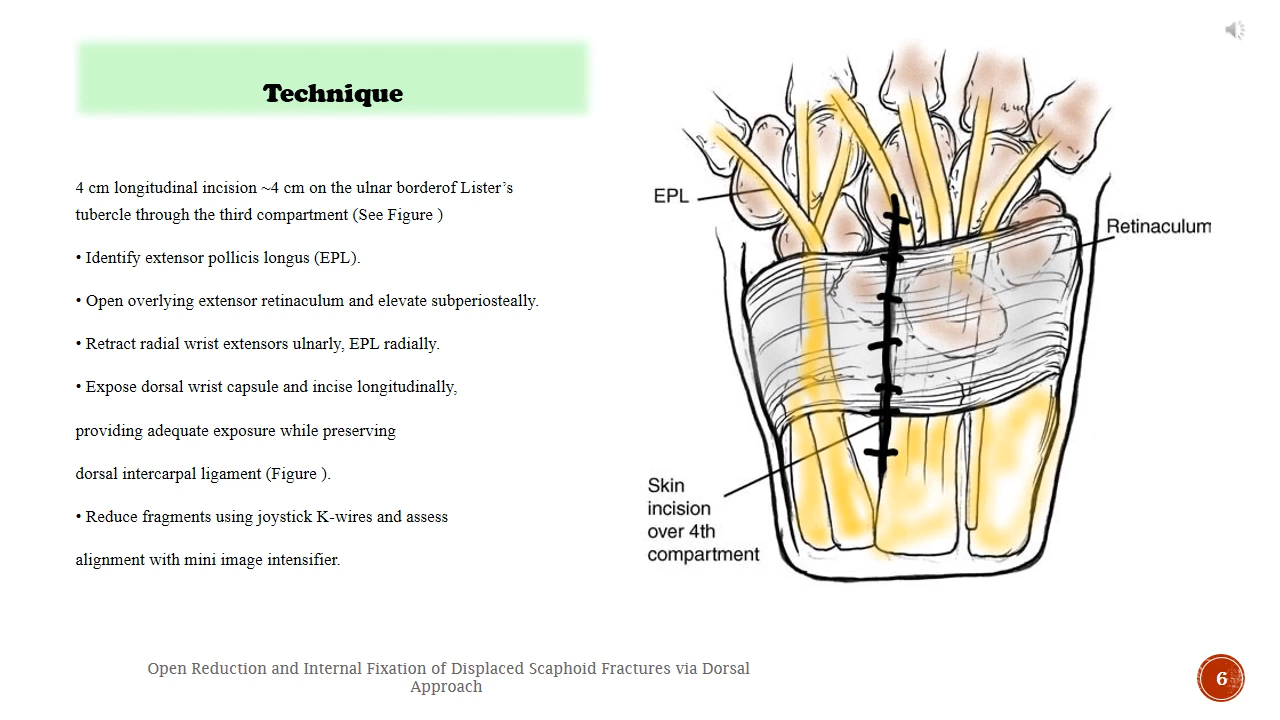 Technique
4 cm longitudinal incision ~4 cm on the ulnar borderof Lister’s
tubercle through the third compartment (See Figure )
• Identify extensor pollicis longus (EPL).
• Open overlying extensor retinaculum and elevate subperiosteally.
• Retract radial wrist extensors ulnarly, EPL radially.
• Expose dorsal wrist capsule and incise longitudinally,
providing adequate exposure while preserving
dorsal intercarpal ligament (Figure ).
• Reduce fragments using joystick K-wires and assess
alignment with mini image intensifier.
EPL
Retinaculum
Skin
incision
over 4th
compartment
Open Reduction and Internal Fixation of Displaced Scaphoid Fractures via Dorsal
Approach
6